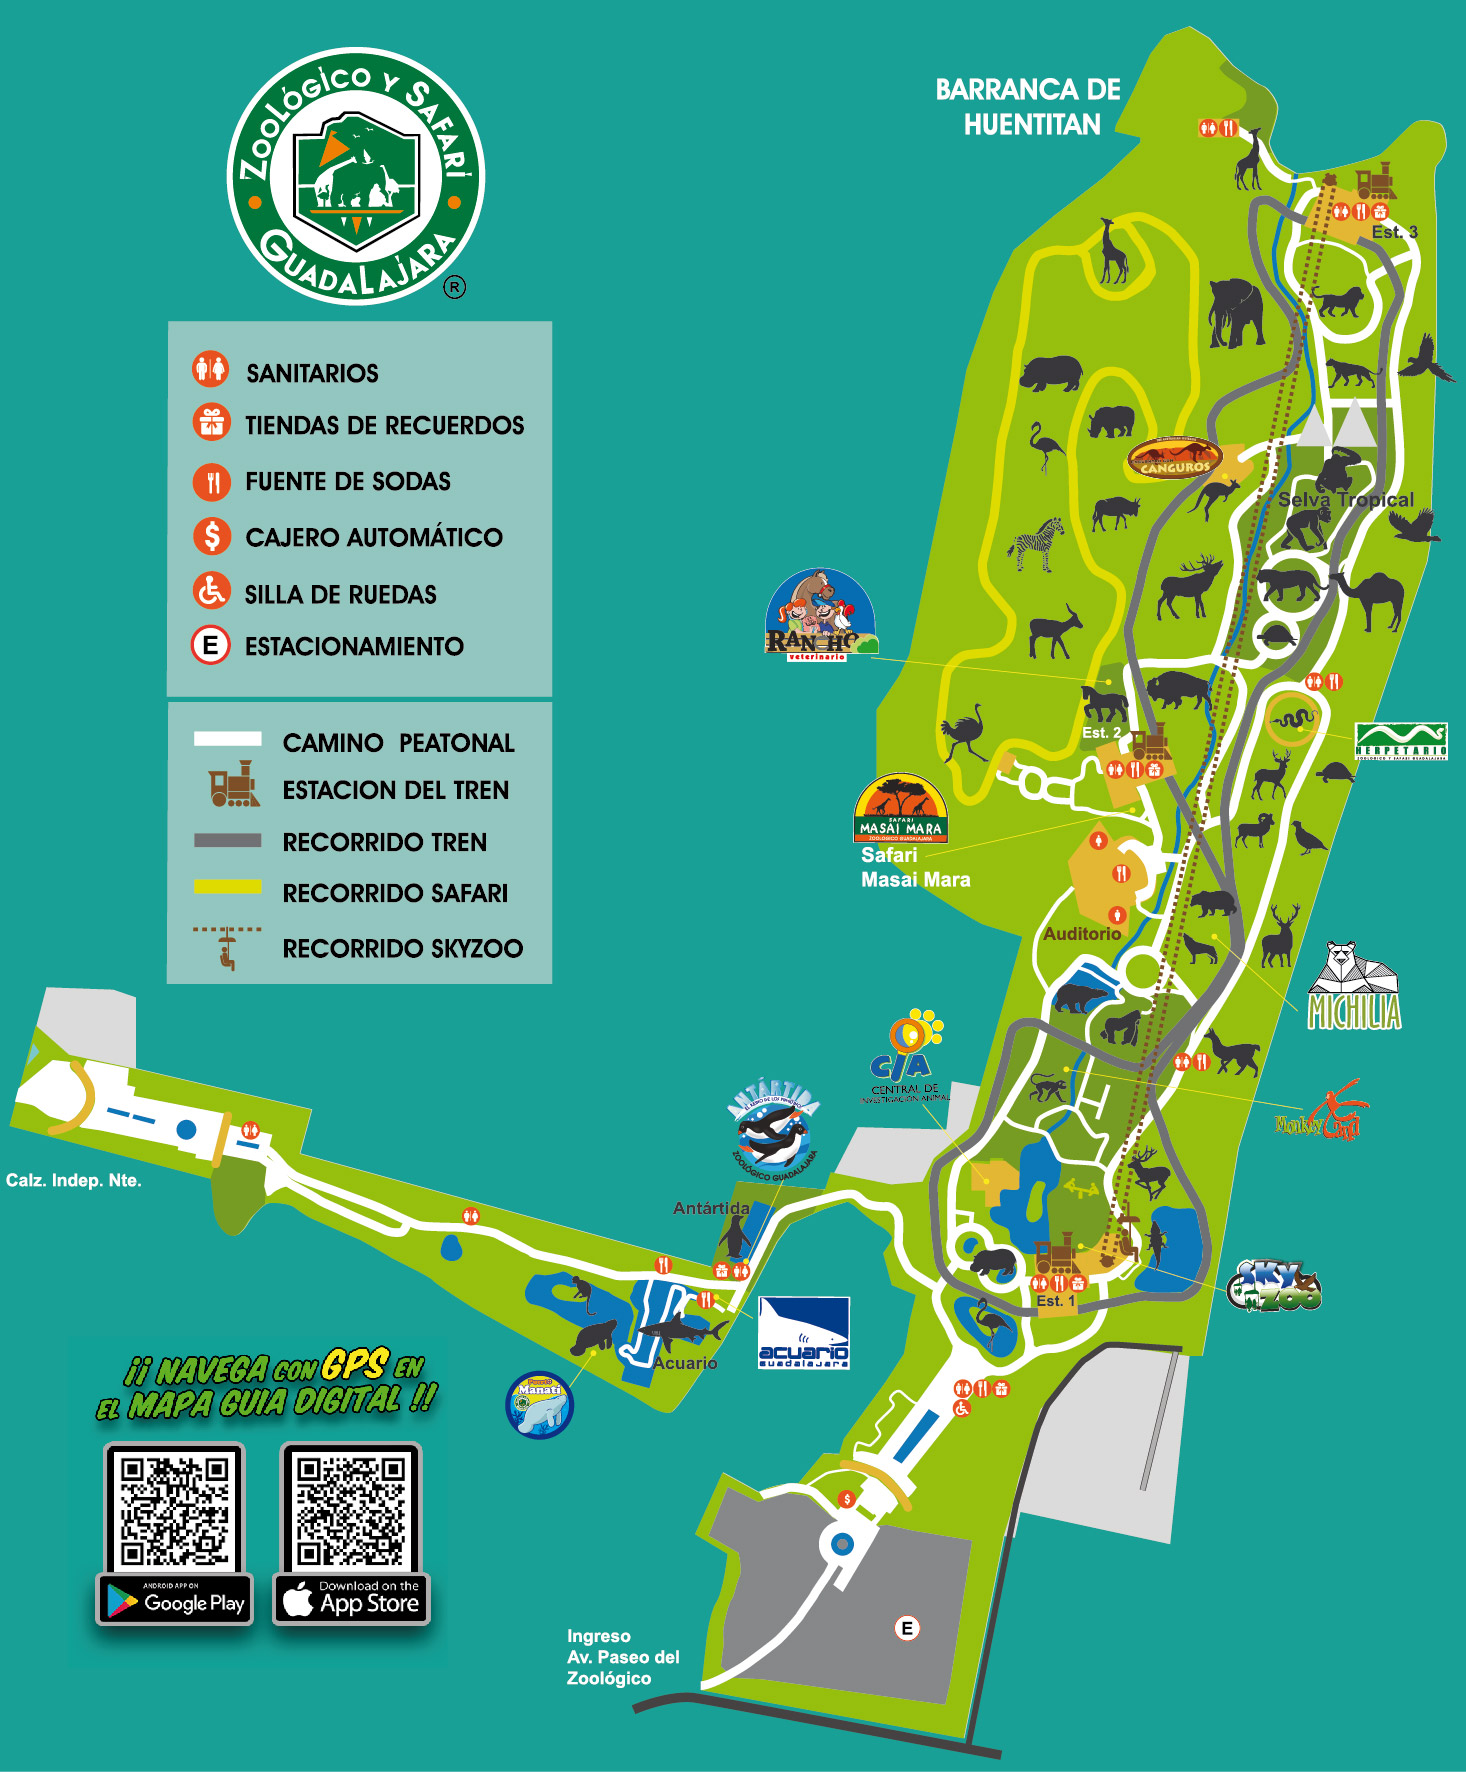 ZOOLÓGICO Y SAFARI
GUADALAJARA
®
SANITARIOS
TIENDAS DE RECUERDOS
FUENTE DE SODAS
$
CAJERO AUTOMÁTICO
SILLA DE RUEDAS
E
ESTACIONAMIENTO
CAMINO PEATONAL
ESTACION DEL TREN
RECORRIDO TREN
RECORRIDO SAFARI
RECORRIDO SKYZOO
BARRANCA DE
HUENTITAN
Est. 3
CANGUROS
Selva Tropical
RANCHO
veterinario
Est. 2
HERPETARIO
ZOOLOGICO Y SAFARI GUADALAJARA
SAFARI
MASAI MARA
ZOOLOGICO GUADALAJARA
Safari
Masai Mara
Auditorio
MICHILIA
CIA
CENTRAL DE
INVESTIGACIÓN ANIMAL
Monkey Land
ANTÁRTIDA
EL REINO DE LOS PINGÜINOS
ZOOLÓGICO GUADALAJARA
Antártida
Calz. Indep. Nte.
SKY
ZOO
Est. 1
acuario
guadalajara
Acuario
Manatí
¡¡ NAVEGA CON GPS EN
EL MAPA GUIA DIGITAL !!
ANDROID APP ON
Google Play
Download on the
App Store
$
E
Ingreso
Av. Paseo del
Zoológico